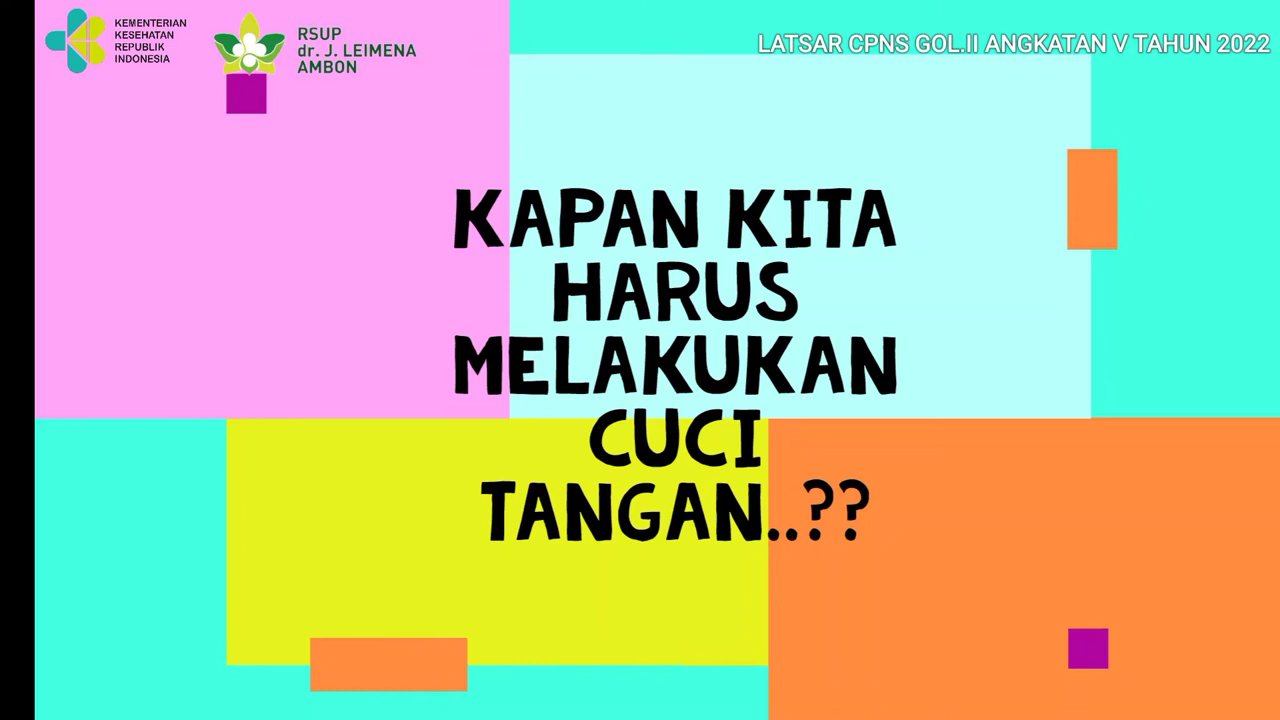 KEMENTERIAN
KESEHATAN
REPUBLIK
INDONESIA
RSUP
dr. J. LEIMENA
AMBON
LATSAR CPNS GOL.II ANGKATAN V TAHUN 2022
KAPAN KITA
HARUS
MELAKUKAN
CUCI
TANGAN..??